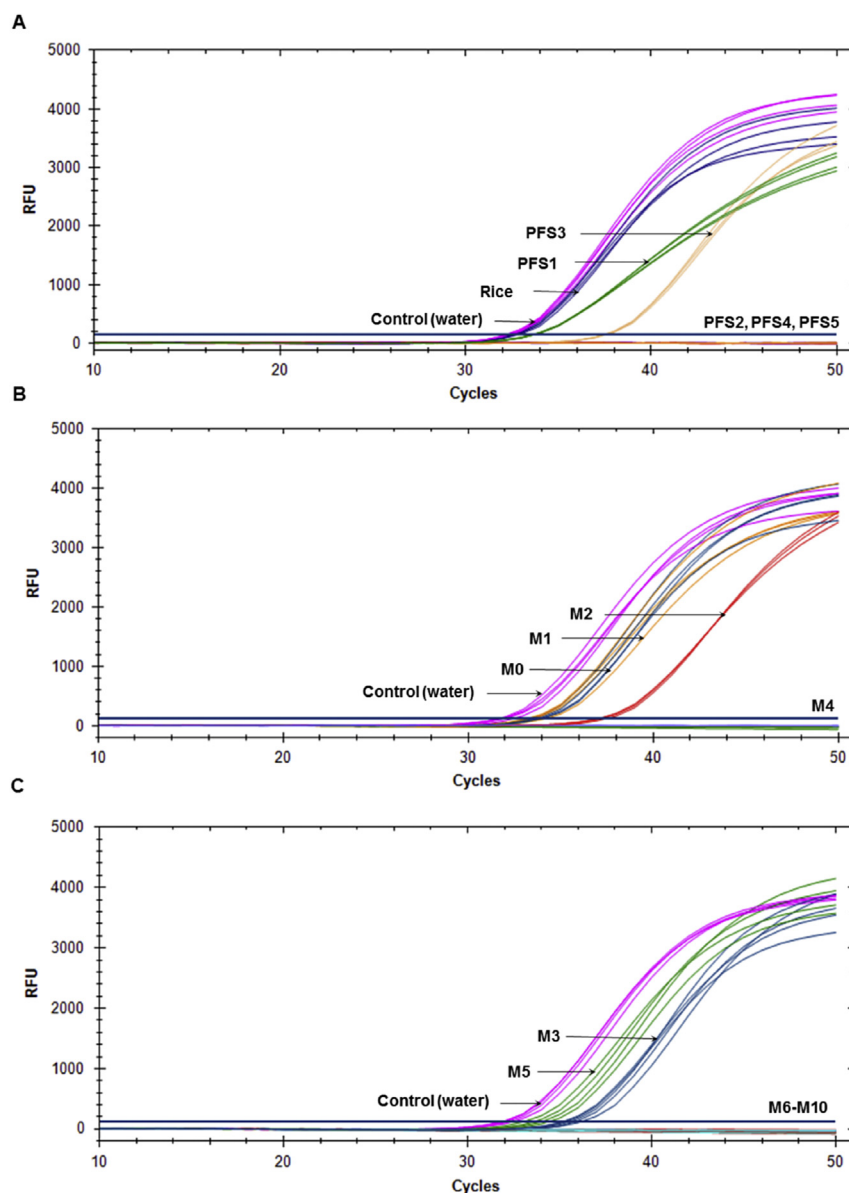 A
5000
4000
3000
2000
1000
0
RFU
PFS3
PFS1
Rice
Control (water)
PFS2, PFS4, PFS5
10 20 30 40 50
Cycles
B
5000
4000
3000
2000
1000
0
RFU
M2
M1
M0
Control (water)
M4
10 20 30 40 50
Cycles
C
5000
4000
3000
2000
1000
0
RFU
M3
M5
Control (water)
M6-M10
10 20 30 40 50
Cycles